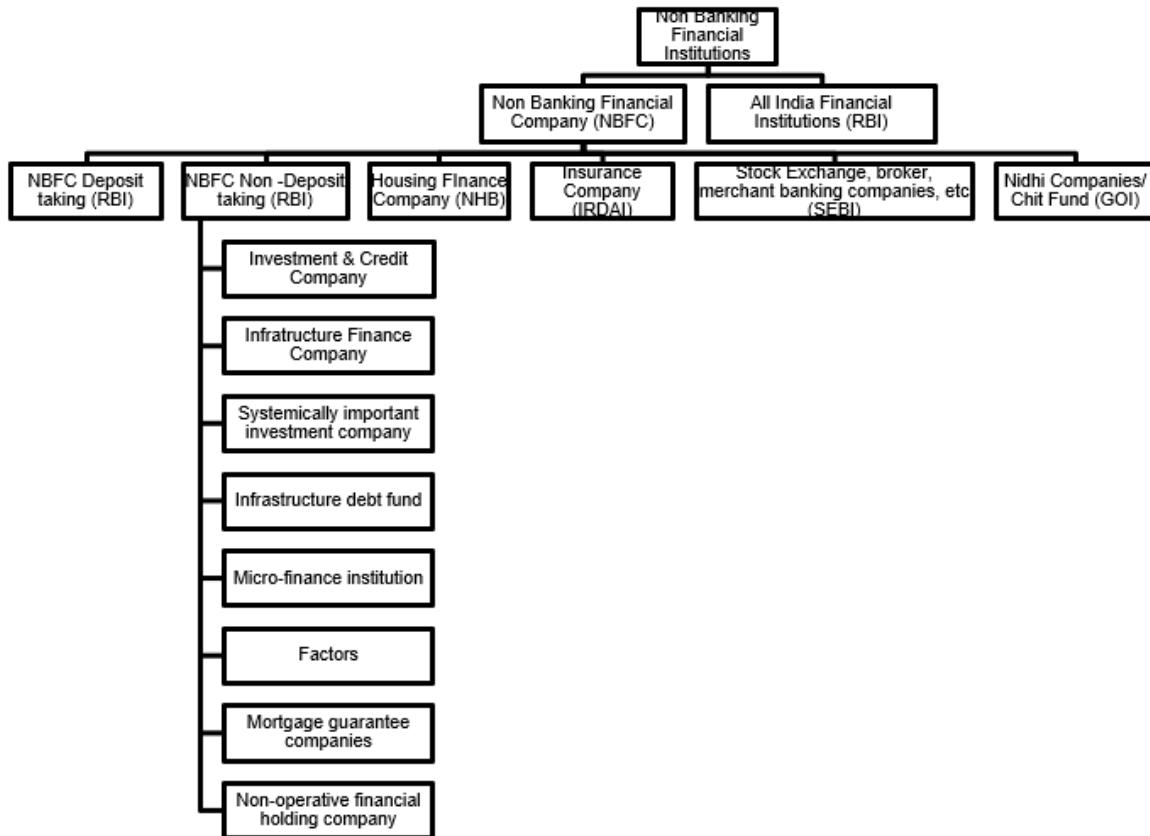 Non Banking
Financial
Institutions
Non Banking Financial
Company (NBFC)
All India Financial
Institutions (RBI)
NBFC Deposit
taking (RBI)
NBFC Non -Deposit
taking (RBI)
Housing FInance
Company (NHB)
Insurance
Company
(IRDAI)
Stock Exchange, broker,
merchant banking companies, etc
(SEBI)
Nidhi Companies/
Chit Fund (GOI)
Investment & Credit
Company
Infratructure Finance
Company
Systemically important
investment company
Infrastructure debt fund
Micro-finance institution
Factors
Mortgage guarantee
companies
Non-operative financial
holding company